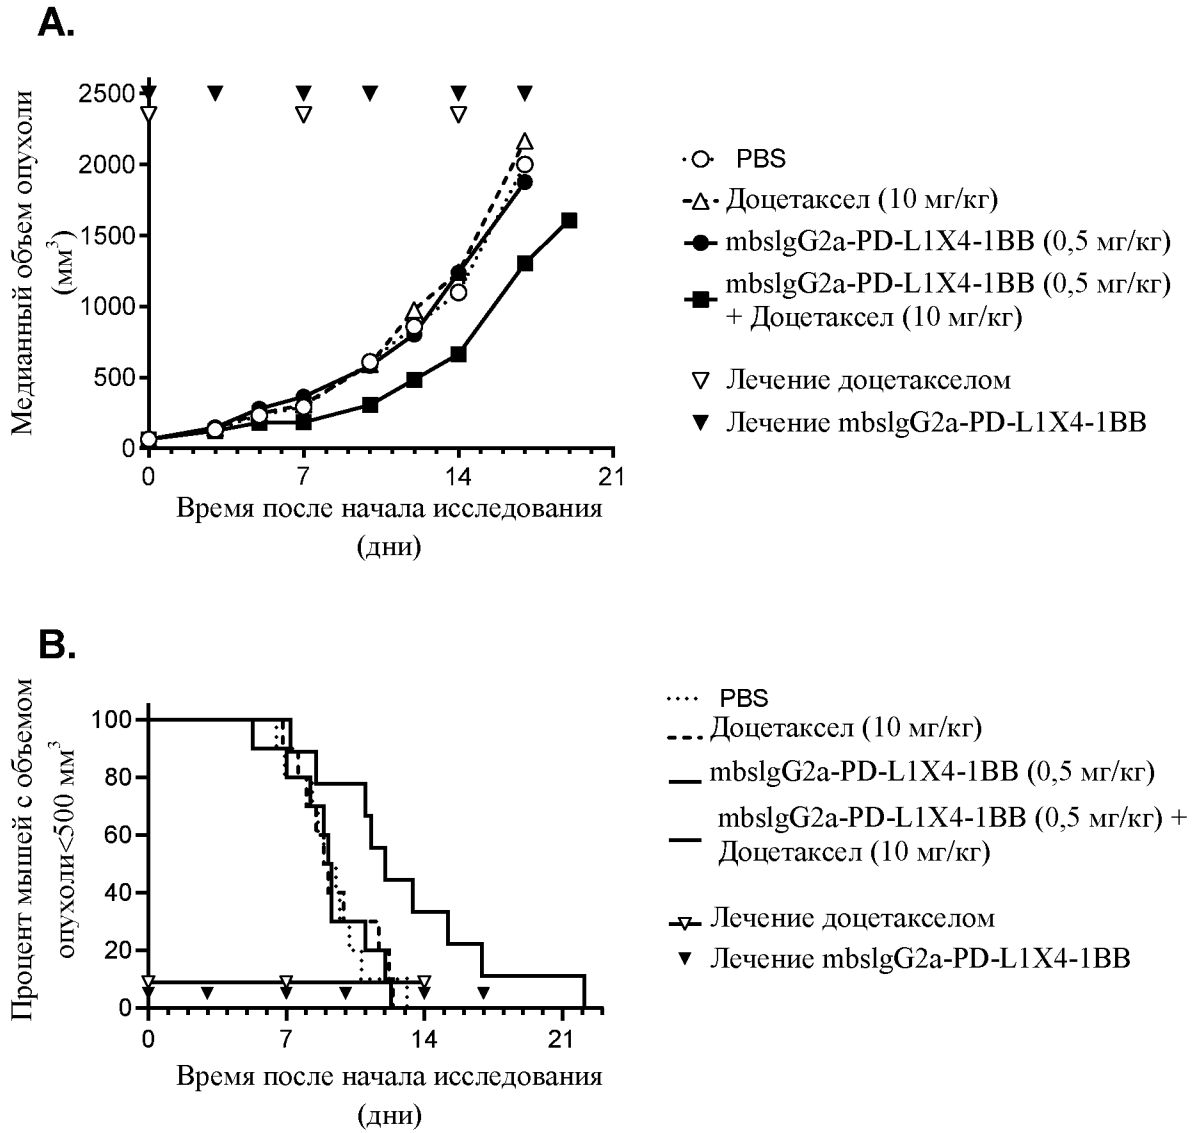 A.
Медианный объем опухоли
(мм³)
2500
2000
1500
1000
500
0
0 7 14 21
Время после начала исследования
(дни)
PBS
Доцетаксел (10 мг/кг)
mbslgG2a-PD-L1X4-1BB (0,5 мг/кг)
mbslgG2a-PD-L1X4-1BB (0,5 мг/кг)
+ Доцетаксел (10 мг/кг)
Лечение доцетакселом
Лечение mbslgG2a-PD-L1X4-1BB
B.
Процент мышей с объемом
опухоли<500 мм³
100
80
60
40
20
0
0 7 14 21
Время после начала исследования
(дни)
PBS
Доцетаксел (10 мг/кг)
mbslgG2a-PD-L1X4-1BB (0,5 мг/кг)
mbslgG2a-PD-L1X4-1BB (0,5 мг/кг) +
Доцетаксел (10 мг/кг)
Лечение доцетакселом
Лечение mbslgG2a-PD-L1X4-1BB